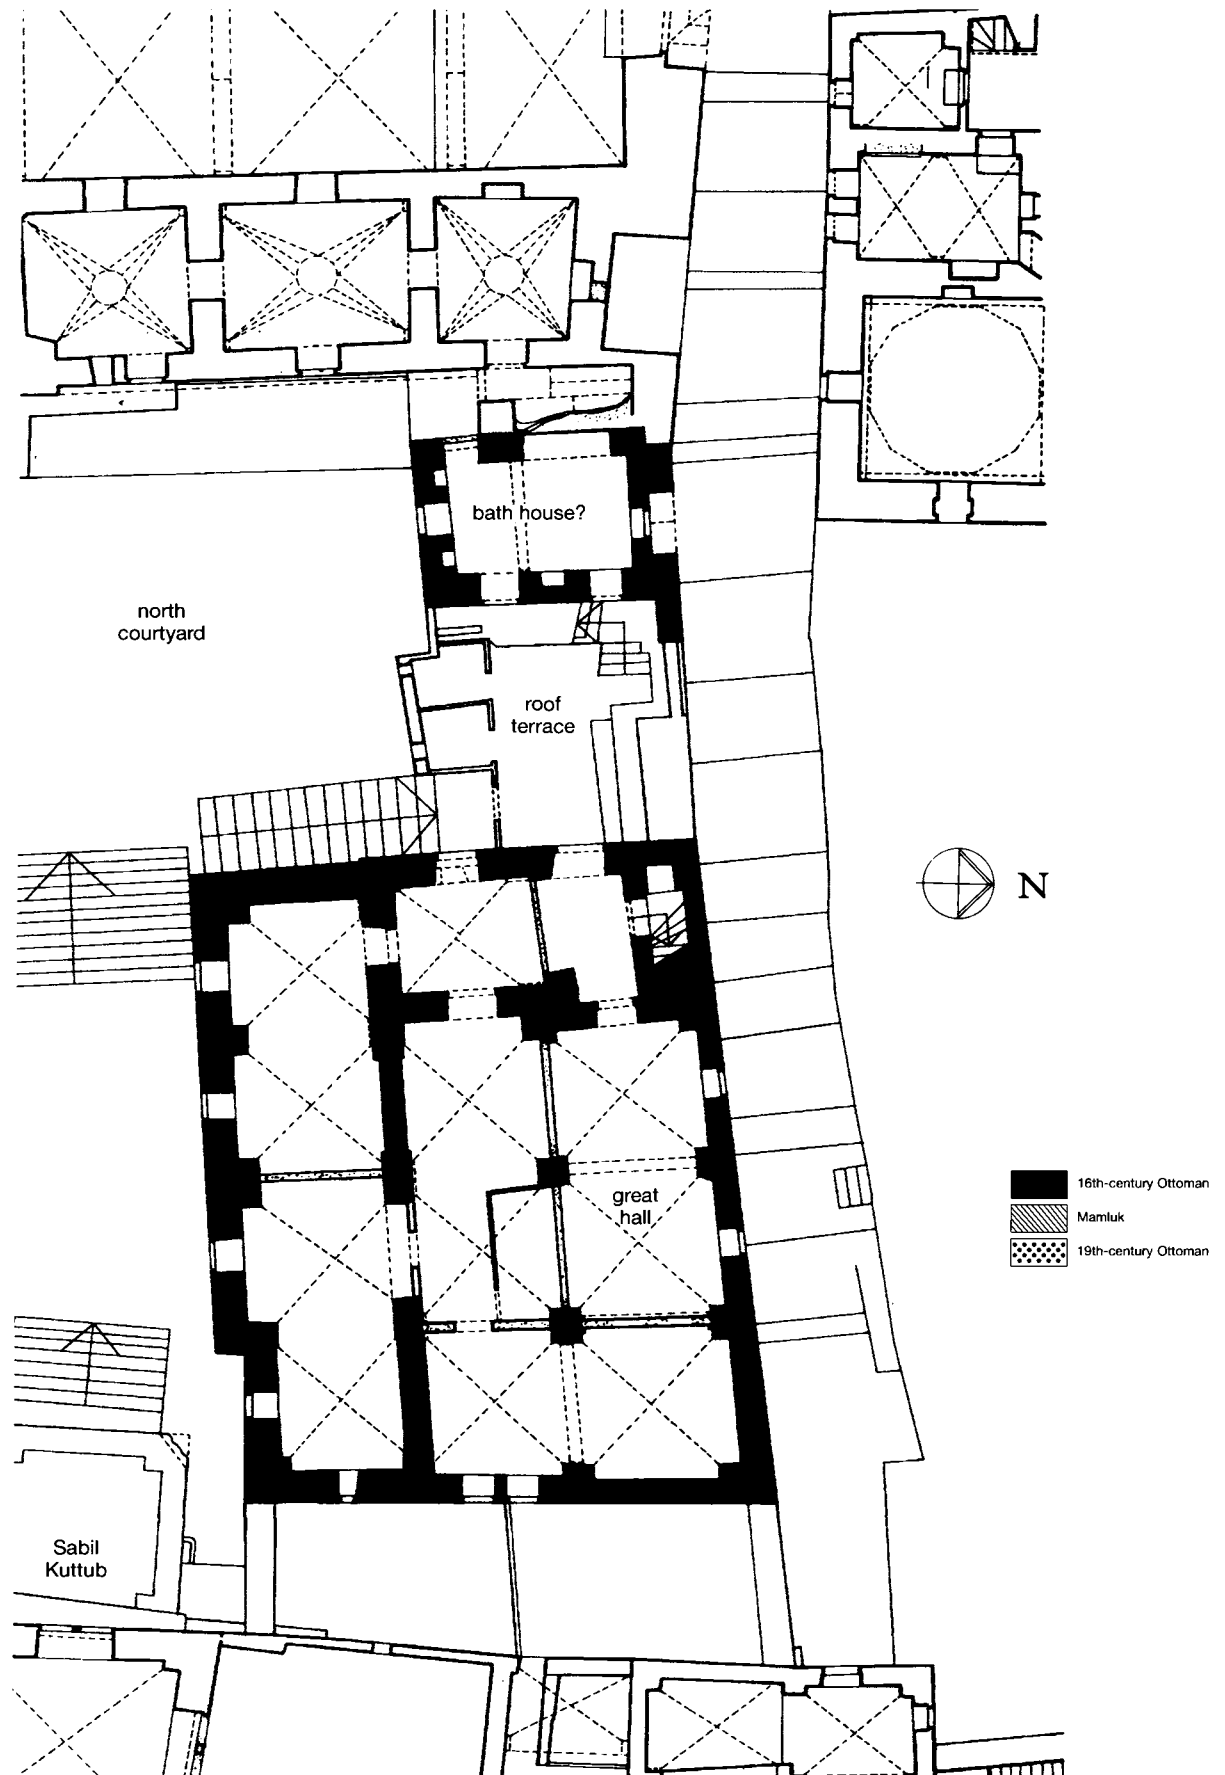 bath house?
north
courtyard
roof
terrace
N
great
hall
16th-century Ottoman
Mamluk
19th-century Ottoman
Sabil
Kuttub